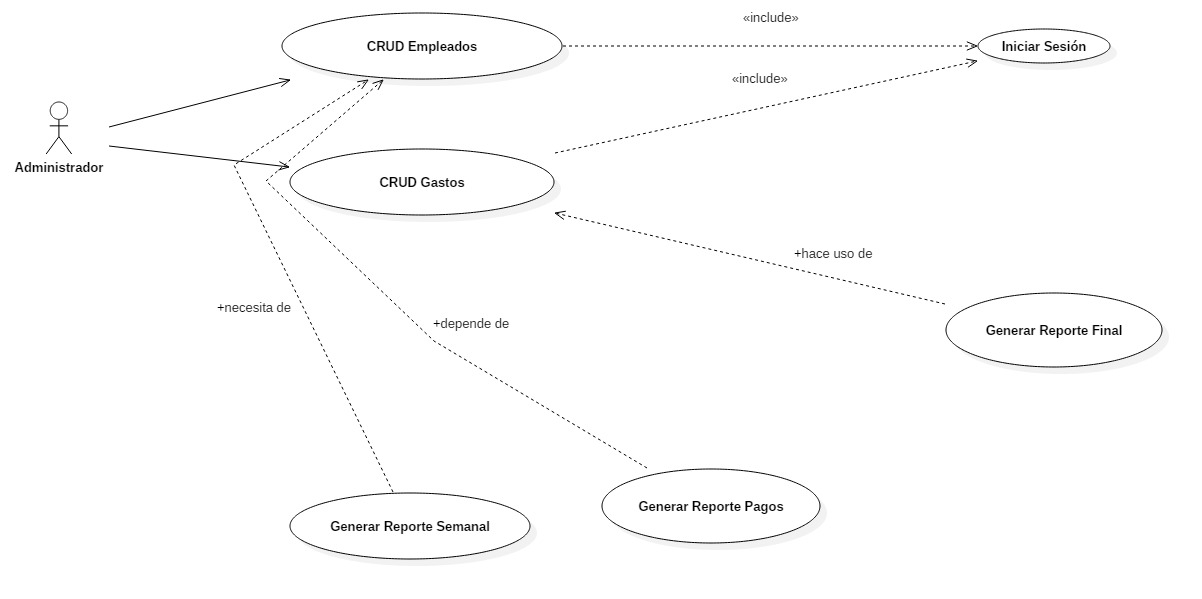 «include»
CRUD Empleados
Iniciar Sesión
«include»
Administrador
CRUD Gastos
+hace uso de
+necesita de
+depende de
Generar Reporte Final
Generar Reporte Pagos
Generar Reporte Semanal